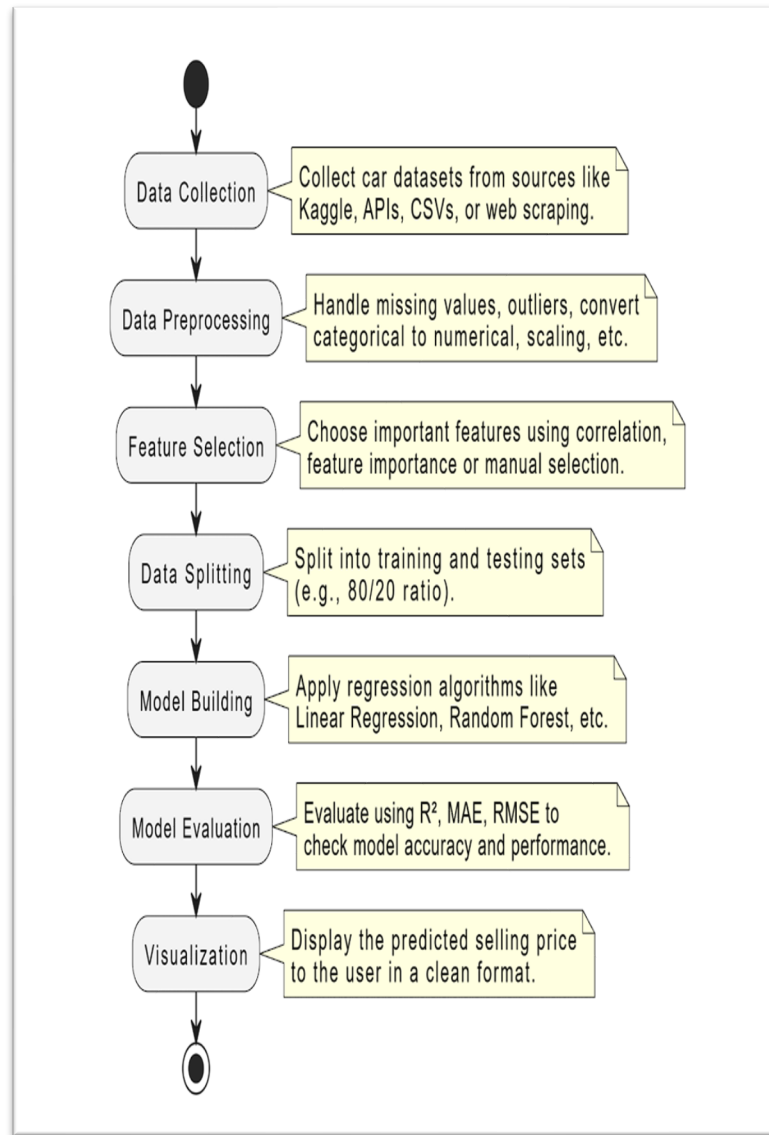 Data Collection
Collect car datasets from sources like
Kaggle, APIs, CSVs, or web scraping.
Data Preprocessing
Handle missing values, outliers, convert
categorical to numerical, scaling, etc.
Feature Selection
Choose important features using correlation,
feature importance or manual selection.
Data Splitting
Split into training and testing sets
(e.g., 80/20 ratio).
Model Building
Apply regression algorithms like
Linear Regression, Random Forest, etc.
Model Evaluation
Evaluate using R², MAE, RMSE to
check model accuracy and performance.
Visualization
Display the predicted selling price
to the user in a clean format.